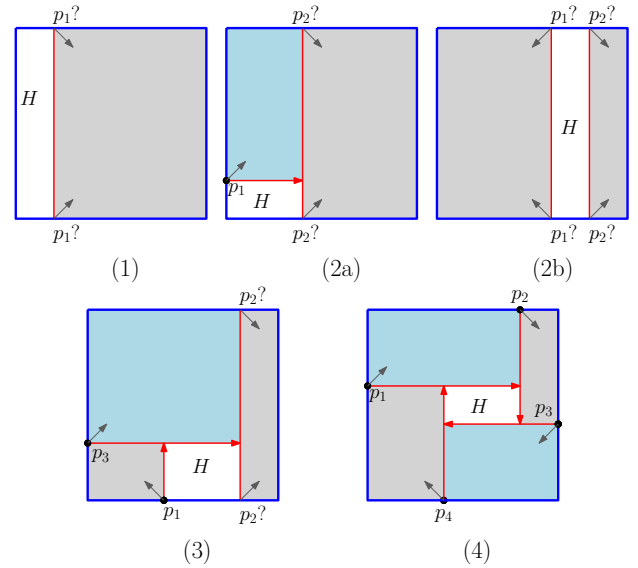 p₁? p₂? p₁? p₂?
H
H
p₁
H
p₁? p₂? p₁? p₂?
(1) (2a) (2b)
p₂? p₂
p₁
H
p₃
p₃
H
p₁ p₂? p₄
(3) (4)